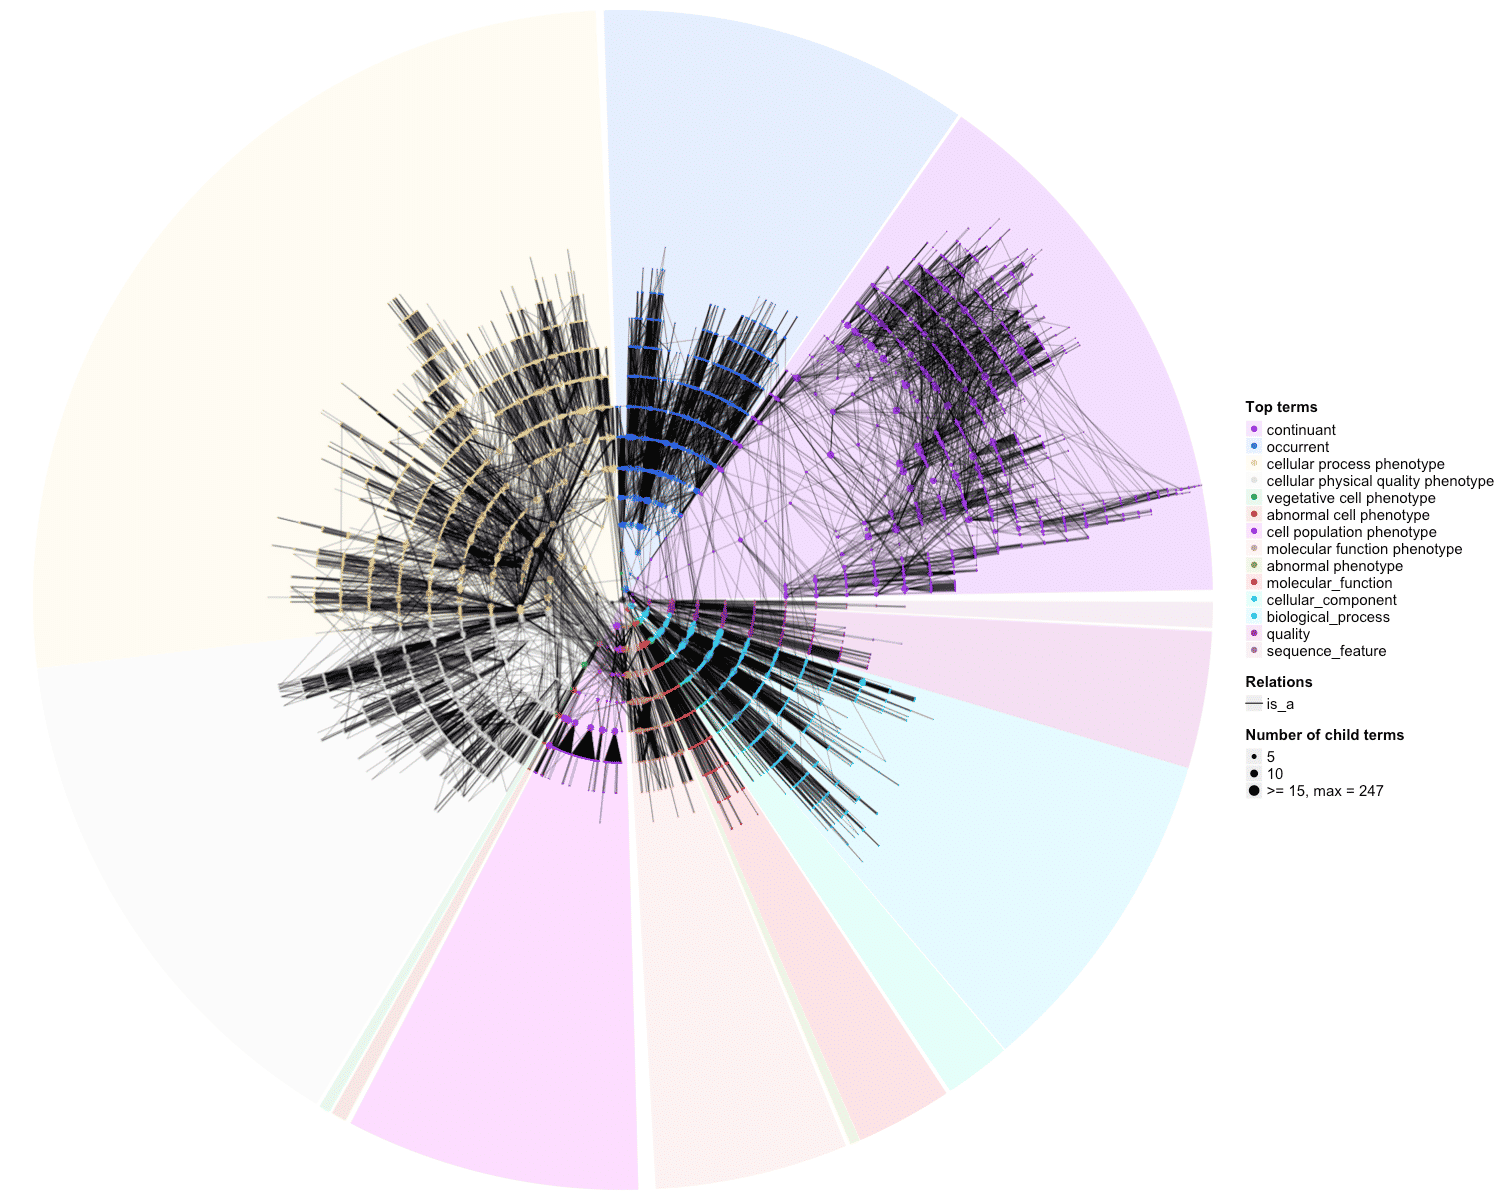 Top terms
continuant
occurrent
cellular process phenotype
cellular physical quality phenotype
vegetative cell phenotype
abnormal cell phenotype
cell population phenotype
molecular function phenotype
abnormal phenotype
molecular_function
cellular_component
biological_process
quality
sequence_feature
Relations
is_a
Number of child terms
5
10
>= 15, max = 247